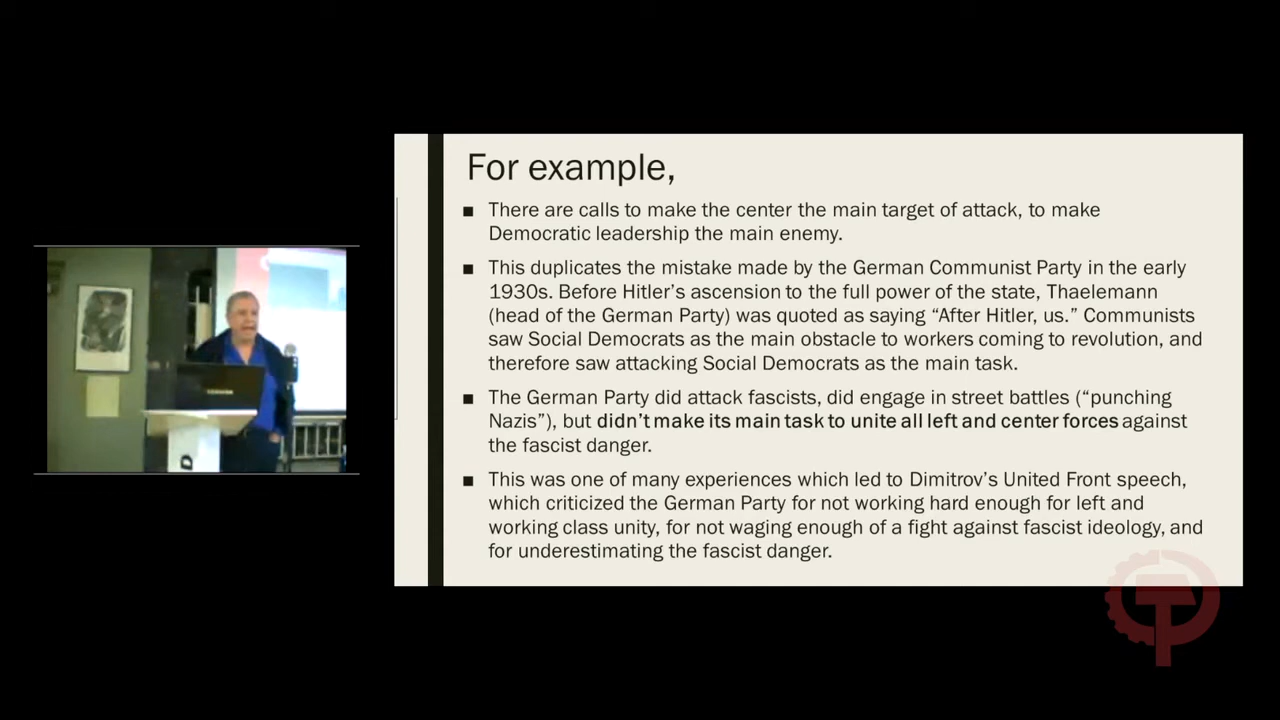 For example,
■ There are calls to make the center the main target of attack, to make
Democratic leadership the main enemy.
■ This duplicates the mistake made by the German Communist Party in the early
1930s. Before Hitler’s ascension to the full power of the state, Thaelemann
(head of the German Party) was quoted as saying “After Hitler, us.” Communists
saw Social Democrats as the main obstacle to workers coming to revolution, and
therefore saw attacking Social Democrats as the main task.
■ The German Party did attack fascists, did engage in street battles (“punching
Nazis”), but didn’t make its main task to unite all left and center forces against
the fascist danger.
■ This was one of many experiences which led to Dimitrov’s United Front speech,
which criticized the German Party for not working hard enough for left and
working class unity, for not waging enough of a fight against fascist ideology, and
for underestimating the fascist danger.